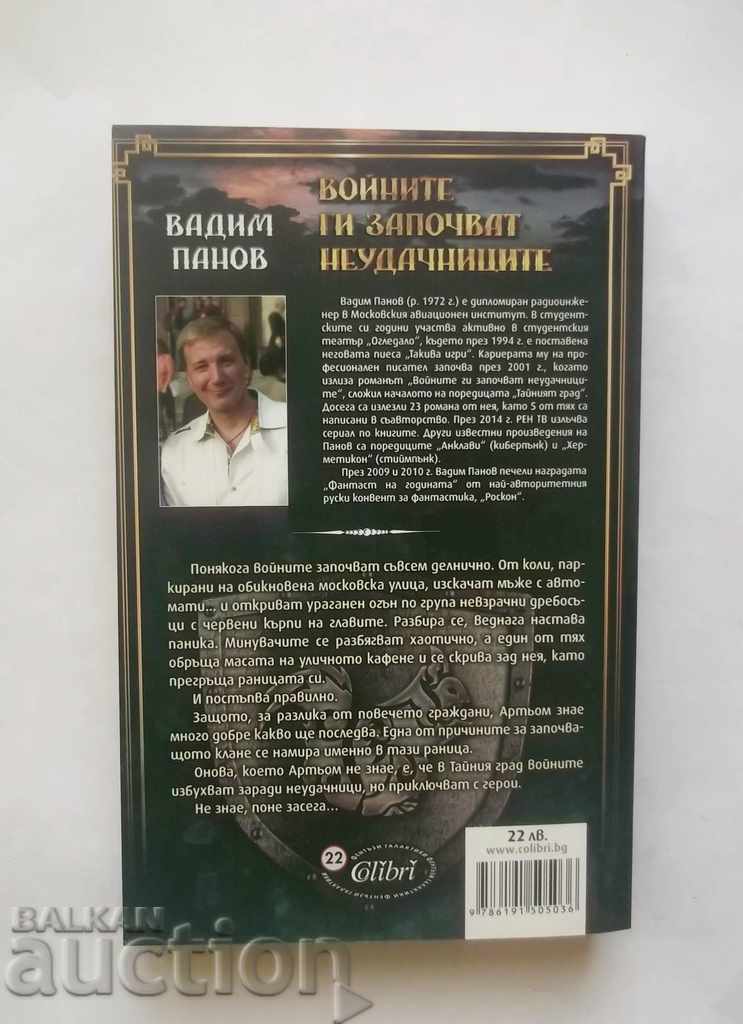 ВАДИМ
ПАНОВ
ВОЙНИТЕ
ГИ ЗАПОЧВАТ
НЕУДАЧНИЦИТЕ
Вадим Панов (р. 1972 г.) е дипломиран радиоинже-
нер в Московския авиационен институт. В студент-
ските си години участва активно в студентския
театър „Огледало“, където през 1994 г. е поставена
неговата пиеса „Такива игри“. Кариерата му на про-
фесионален писател започва през 2001 г., когато
излиза романът „Войните ги започват неудачници-
те“, сложил началото на поредицата „Тайният град“.
Досега са излезли 23 романа от нея, като 5 от тях са
написани в съавторство. През 2014 г. РЕН ТВ излъчва
сериал по книгите. Други известни произведения на
Панов са поредиците „Анклави“ (киберпънк) и „Хер-
метикон“ (стиймпънк).
През 2009 и 2010 г. Вадим Панов печели наградата
„Фантаст на годината“ от най-авторитетния
руски конвент за фантастика, „Роскон“.
Понякога войните започват съвсем делнично. От коли, пар-
кирани на обикновена московска улица, изскачат мъже с авто-
мати... и откриват ураганен огън по група невзрачни дребосъ-
ци с червени кърпи на главите. Разбира се, веднага настава
паника. Минувачите се разбягват хаотично, а един от тях
обръща масата на уличното кафене и се скрива зад нея, като
прегръща раницата си.
И постъпва правилно.
Защото, за разлика от повечето граждани, Артьом знае
много добре какво ще последва. Една от причините за започва-
щото клане се намира именно в тази раница.
Онова, което Артьом не знае, е, че в Тайния град войните
избухват заради неудачници, но приключват с герои.
Не знае, поне засега...
22
Colibri
22 лв.
www.colibri.bg
9 786191 505036
BALKAN
auction